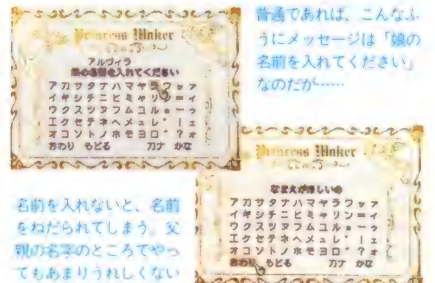 Princess Maker
アルヴィラ
娘の名前を入れてください
アカサタナハマヤラフッァ
イキシチニヒミャリン＝ィ
ウクスツヌフムユルョーゥ
エケセテネヘメュレ゛！ェ
オコソトノホモヨロ゜？ォ
おわり もどる カナ かな
普通であれば、こんなふ
うにメッセージは「娘の
名前を入れてください」
なのだが……
Princess Maker
なまえがほしいの
アカサタナハマヤラフッァ
イキシチニヒミャリン＝ィ
ウクスツヌフムユルョーゥ
エケセテネヘメュレ゛！ェ
オコソトノホモヨロ゜？ォ
おわり もどる カナ かな
名前を入れないと、名前
をねだられてしまう。父
親の名字のところでやっ
てもあまりうれしくない